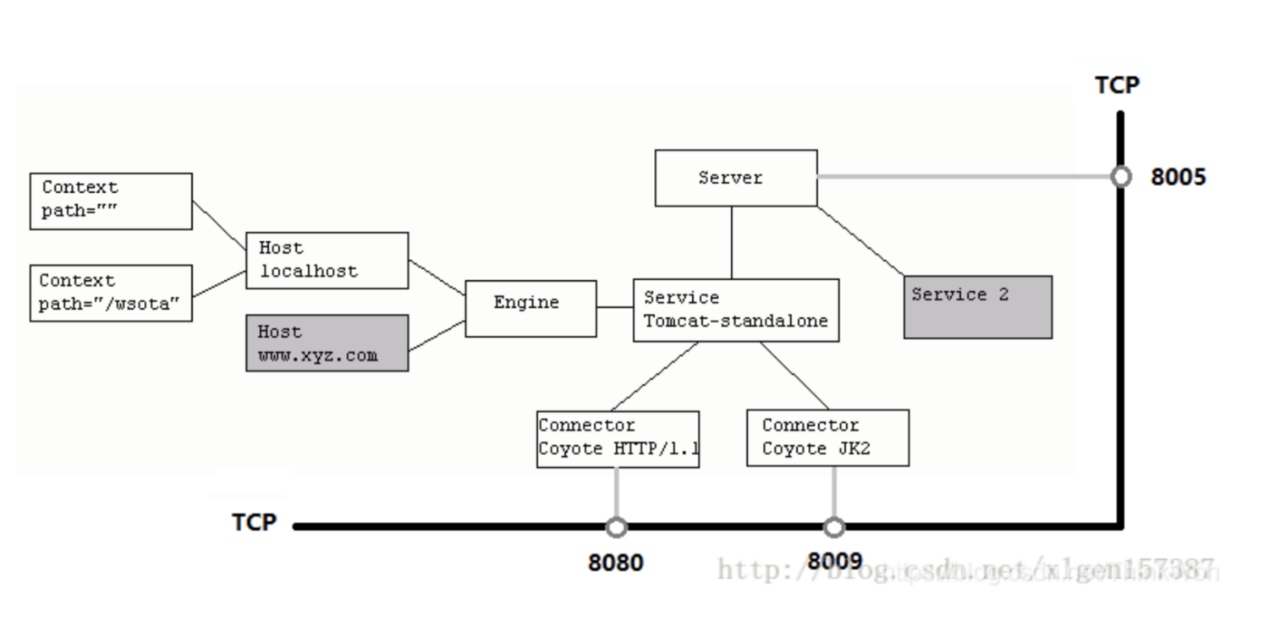 TCP
Server
8005
Context
path=""
Host
localhost
Context
path="/wsota"
Engine
Service
Tomcat-standalone
Service 2
Host
www.xyz.com
Connector
Coyote HTTP/1.1
Connector
Coyote JK2
TCP
8080
8009
http://blog.csdn.net/xlgen157387